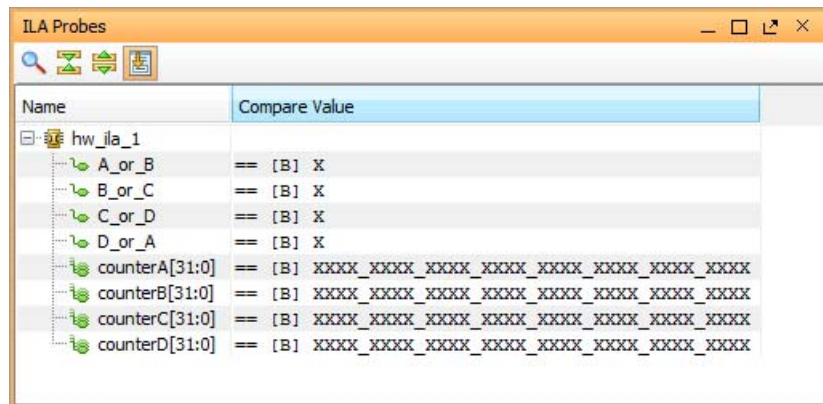 ILA Probes
Name Compare Value
hw_ila_1
A_or_B == [B] X
B_or_C == [B] X
C_or_D == [B] X
D_or_A == [B] X
counterA[31:0] == [B] XXXX_XXXX_XXXX_XXXX_XXXX_XXXX_XXXX_XXXX
counterB[31:0] == [B] XXXX_XXXX_XXXX_XXXX_XXXX_XXXX_XXXX_XXXX
counterC[31:0] == [B] XXXX_XXXX_XXXX_XXXX_XXXX_XXXX_XXXX_XXXX
counterD[31:0] == [B] XXXX_XXXX_XXXX_XXXX_XXXX_XXXX_XXXX_XXXX